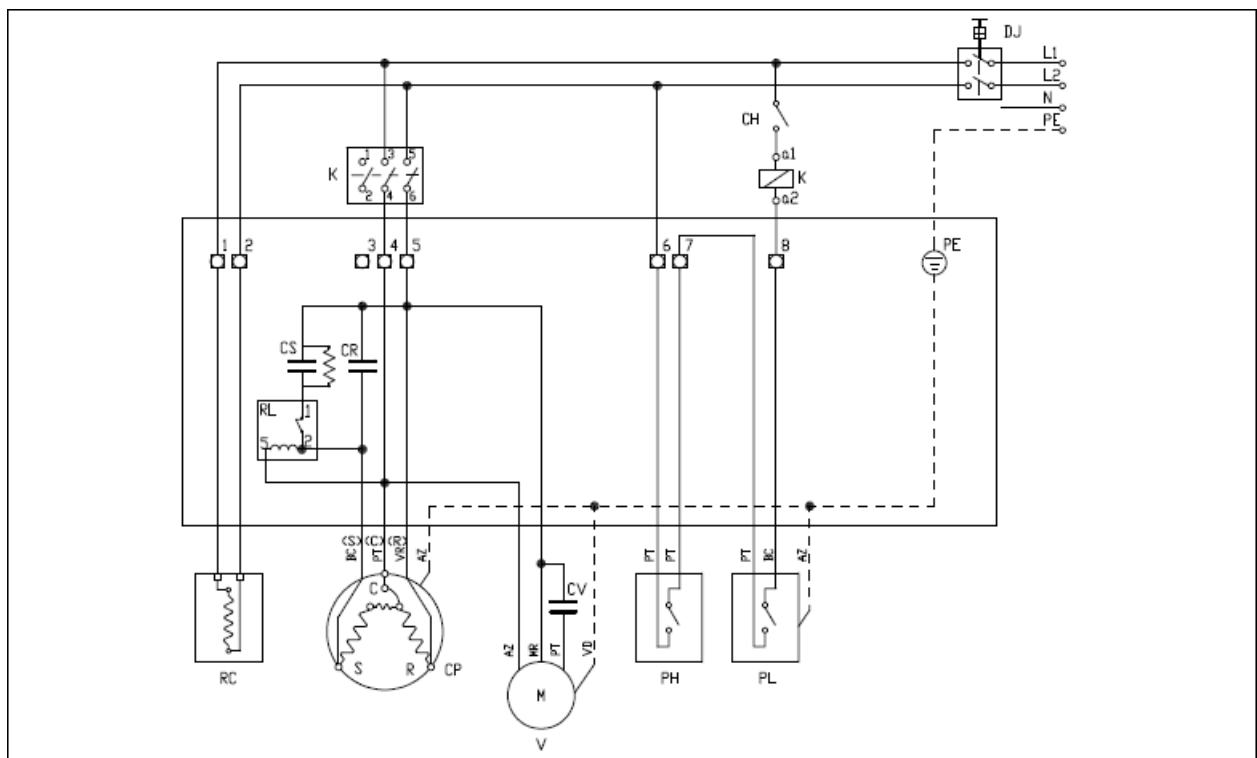 DJ
L1
L2
N
PE
CH
a1
K
a2
1 3 5
K
2 4 6
1 2 3 4 5 6 7 8 PE
CS CR
RL 1
5 2
(S) (C) (R)
BC PT VR AZ PT PT PT BC AZ
C
CV
AZ MR PT VD
S R CP
RC PH PL
M
V